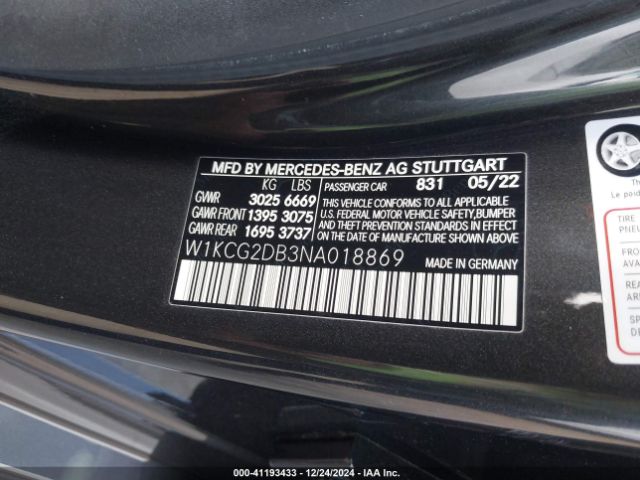 MFD BY MERCEDES-BENZ AG STUTTGART
KG LBS PASSENGER CAR 831 05/22
GVWR 3025 6669
GAWR FRONT 1395 3075
GAWR REAR 1695 3737
THIS VEHICLE CONFORMS TO ALL APPLICABLE
U.S. FEDERAL MOTOR VEHICLE SAFETY,BUMPER
AND THEFT PREVENTION STANDARDS IN EFFECT
ON THE DATE OF MANUFACTURE SHOWN ABOVE.
W1KCG2DB3NA018869 MADE IN GERMANY
Le
TIRE
000-41193433 - 12/24/2024 - IAA Inc.